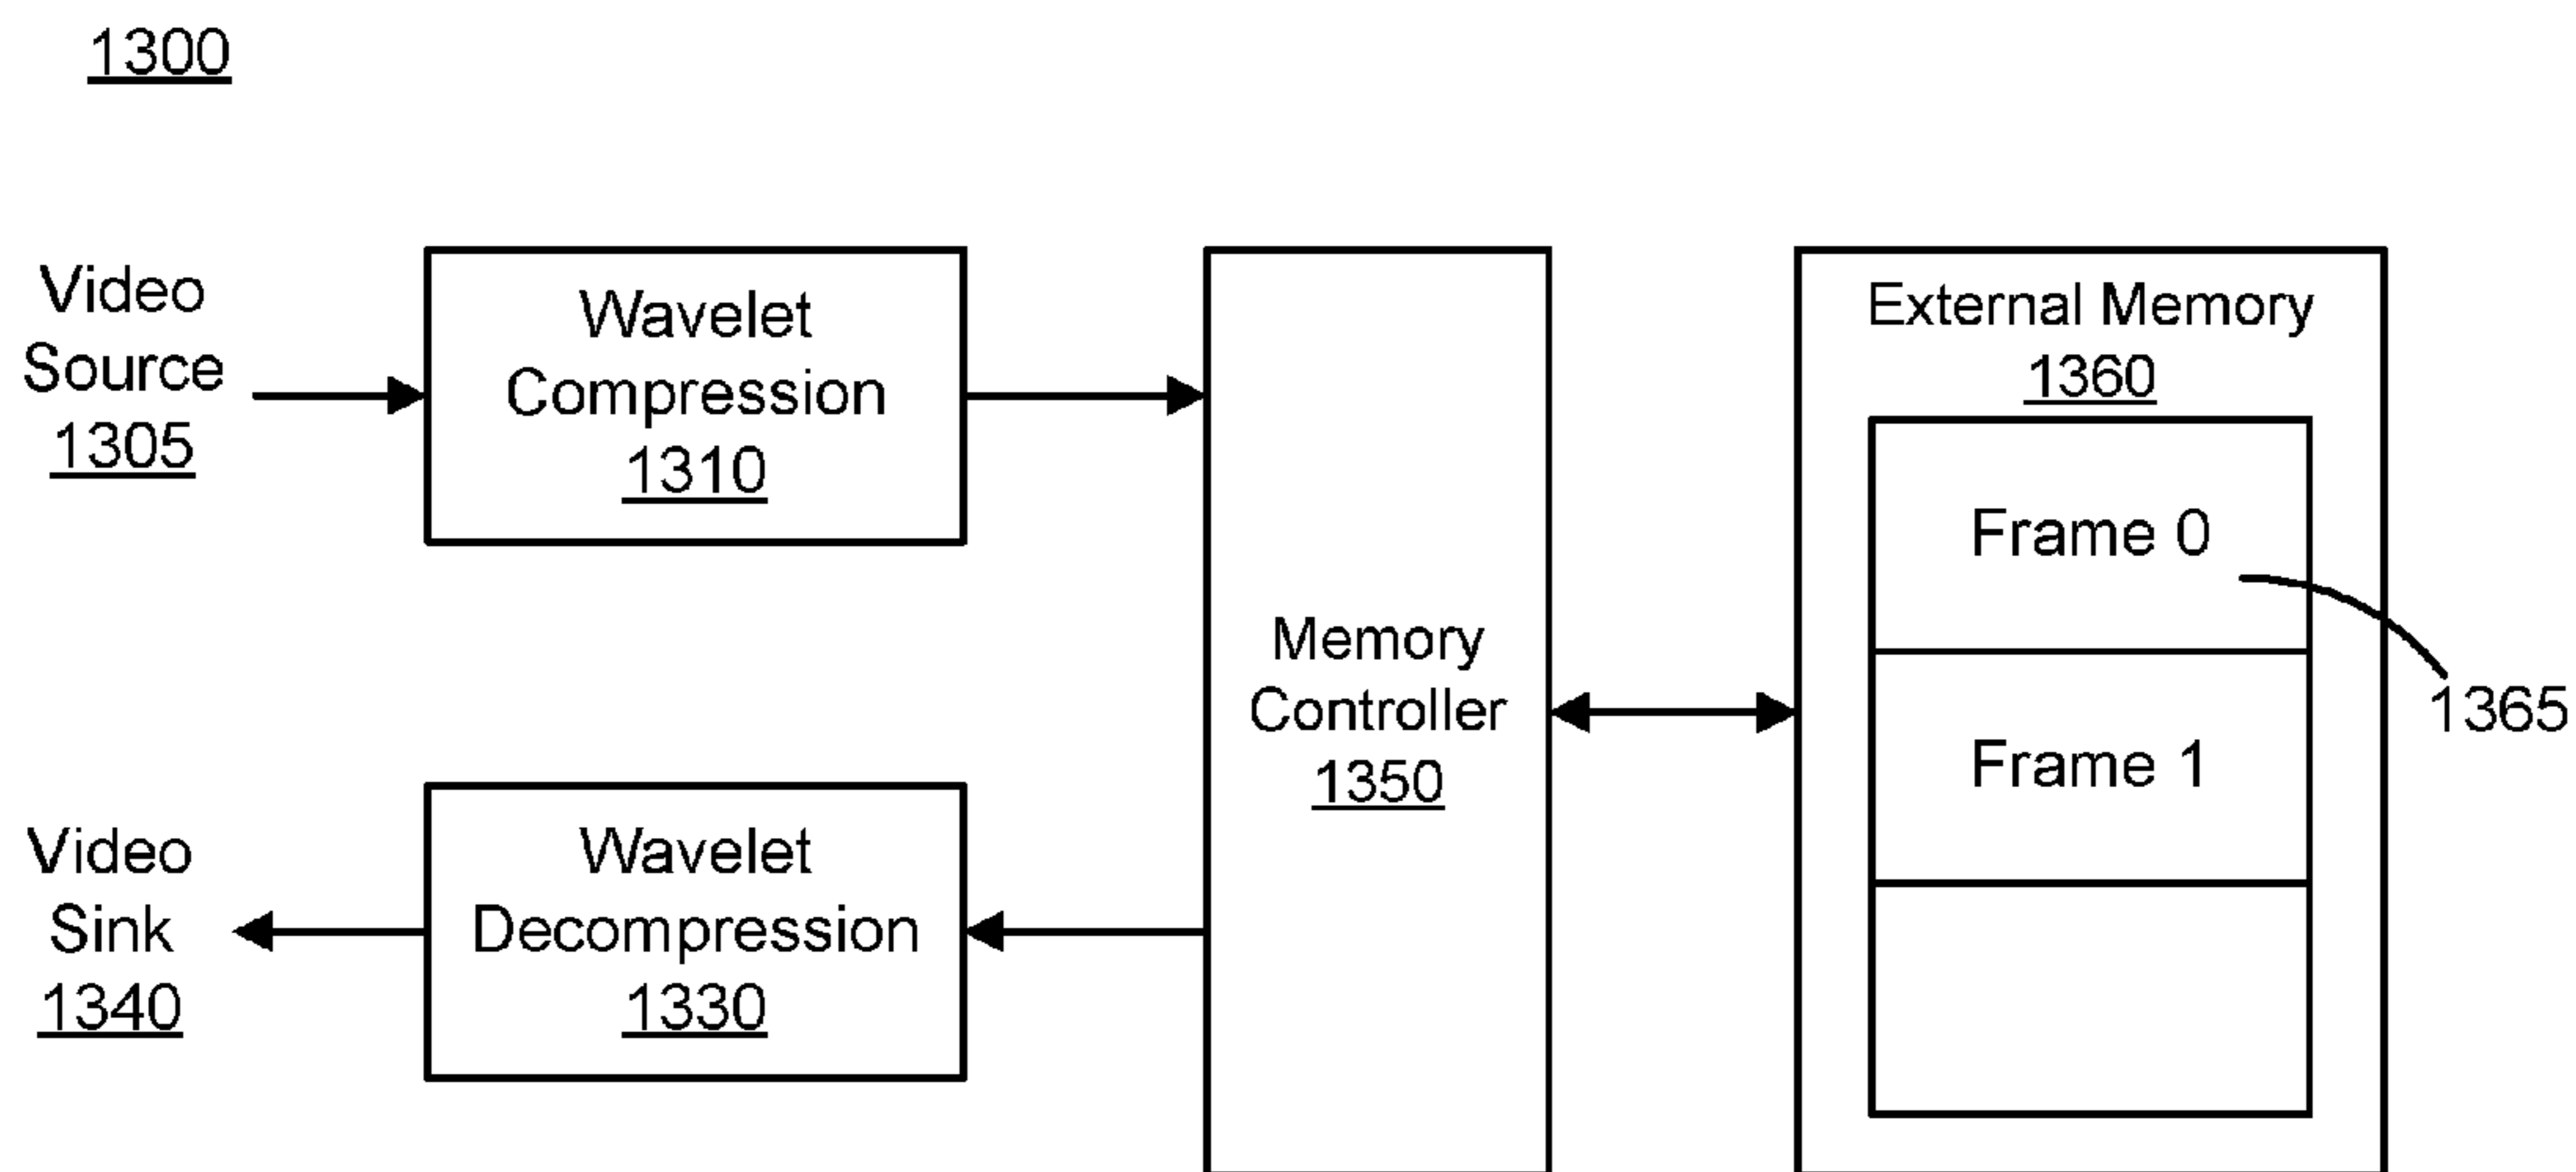 1300
Video
Source
1305
Wavelet
Compression
1310
Memory
Controller
1350
External Memory
1360
Frame 0
Frame 1
1365
Video
Sink
1340
Wavelet
Decompression
1330